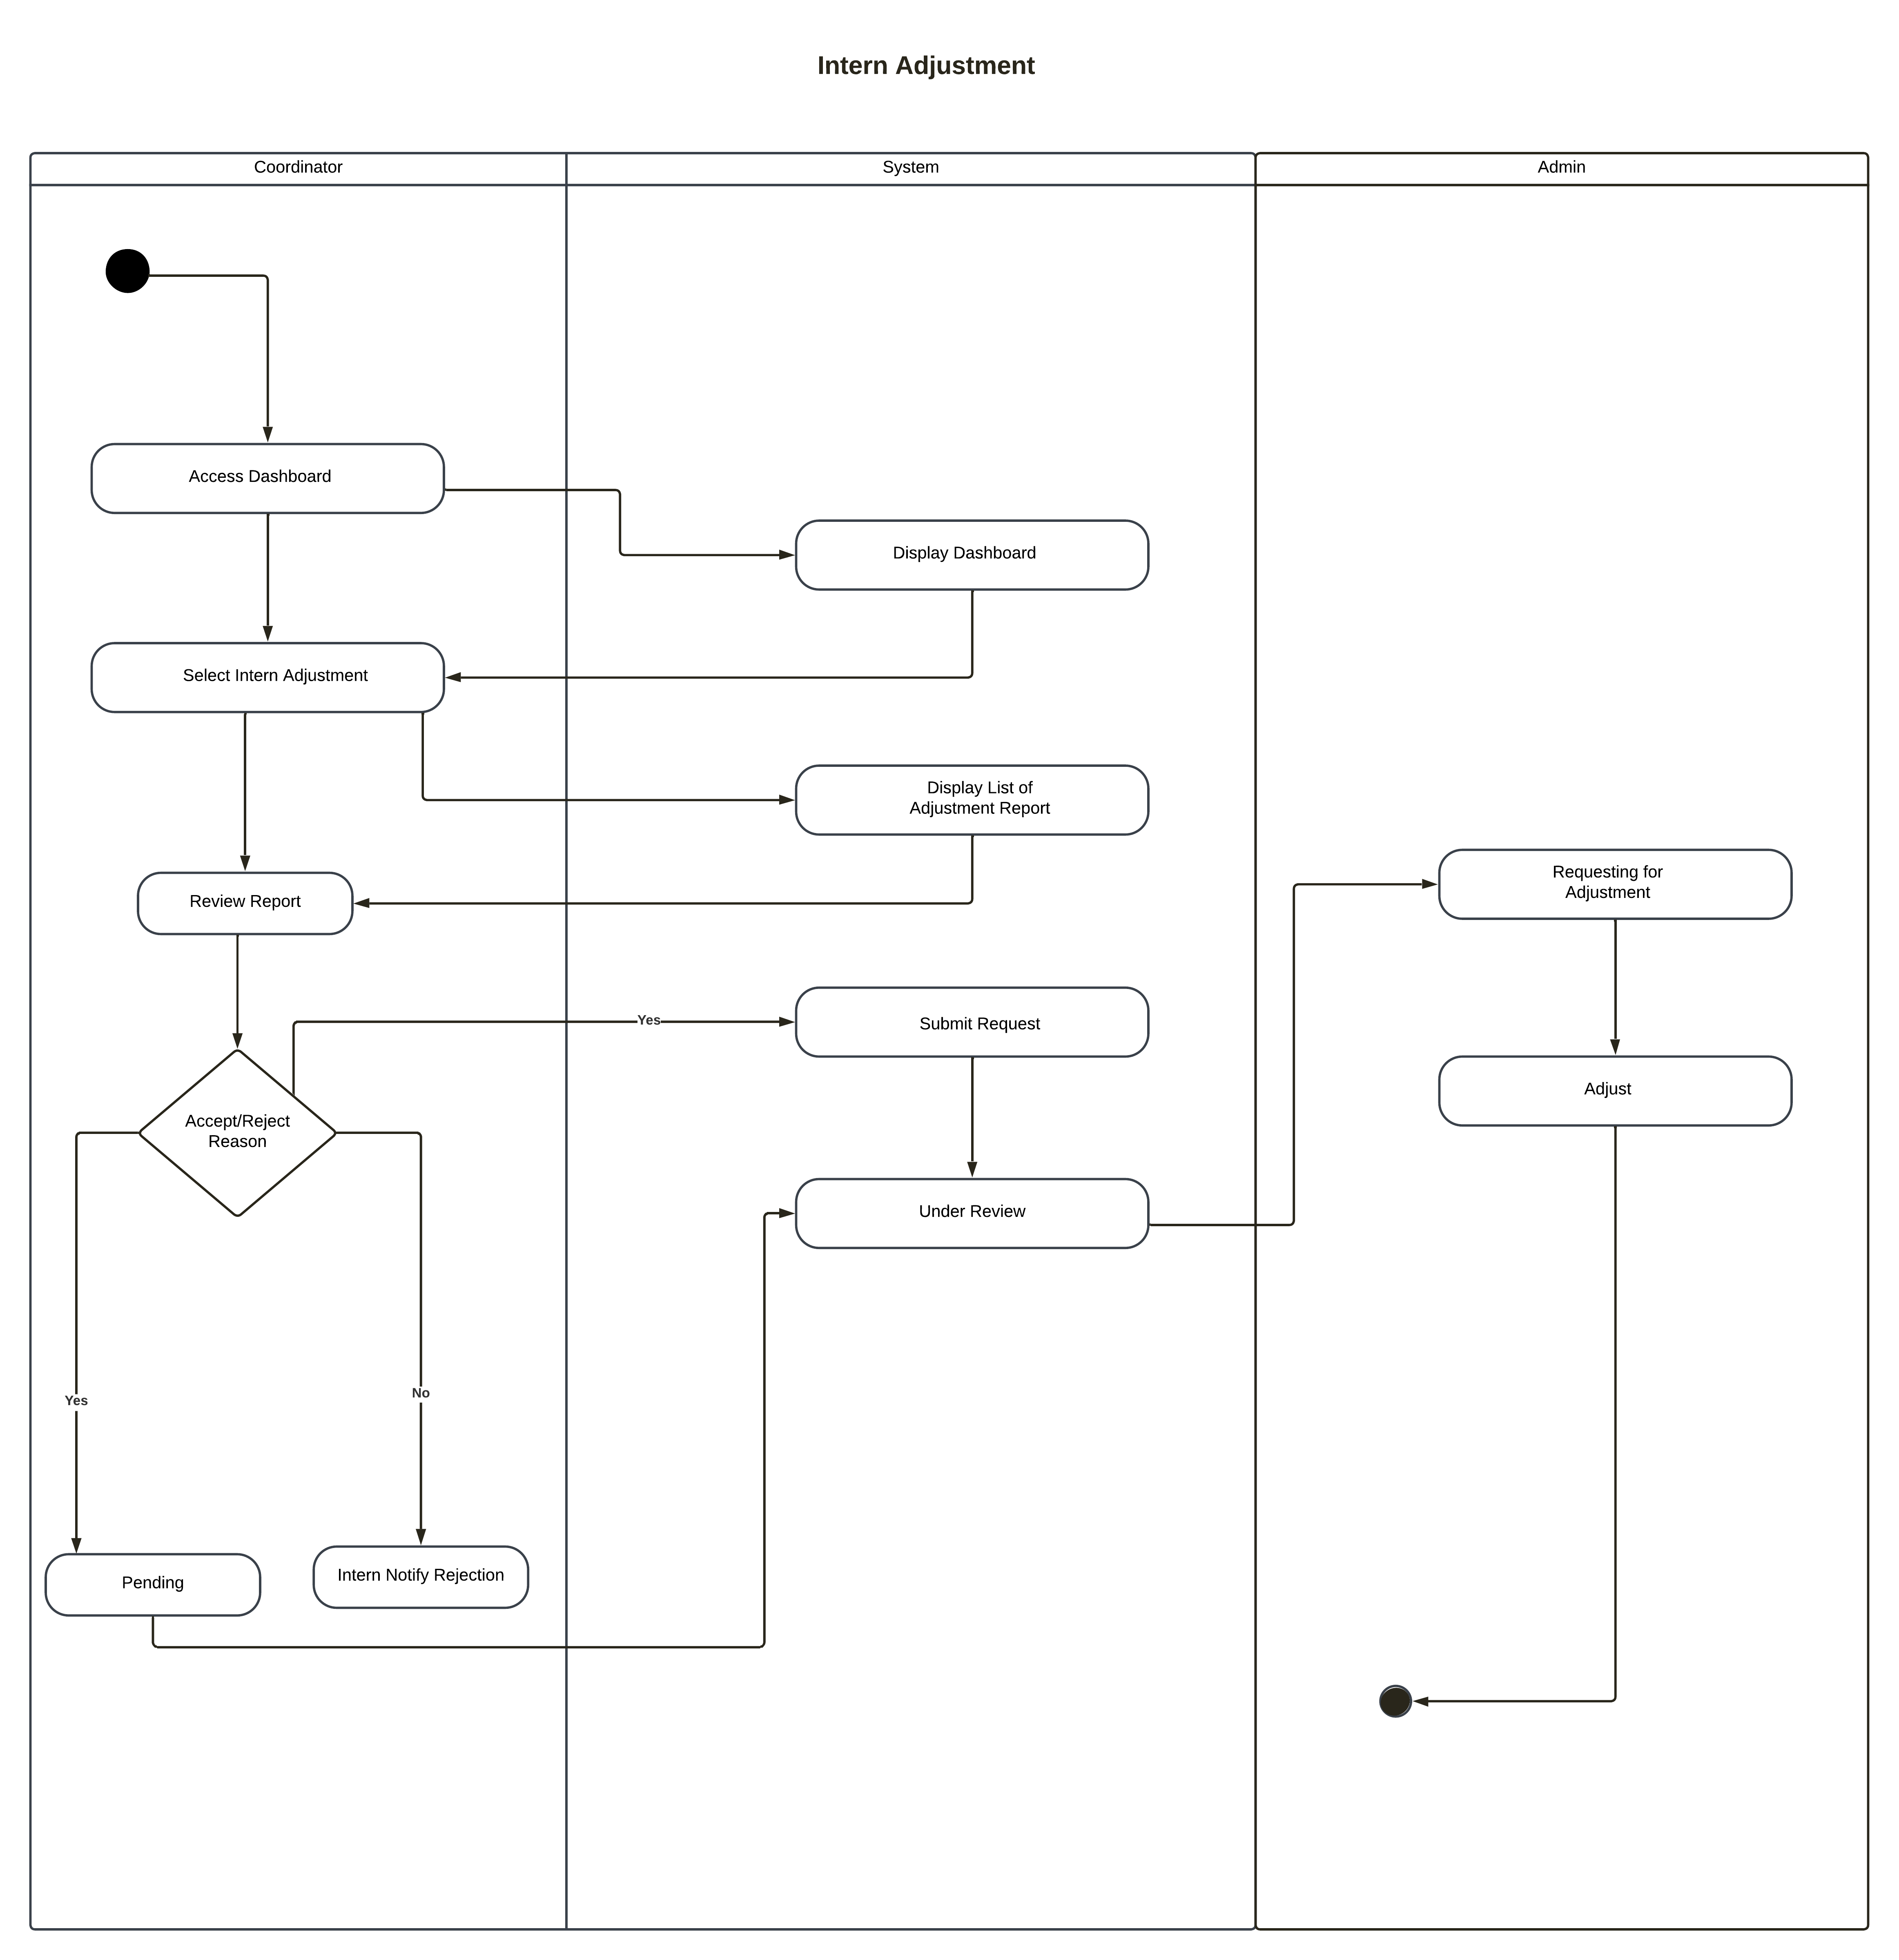 Intern Adjustment
Coordinator
System
Admin
Access Dashboard
Display Dashboard
Select Intern Adjustment
Display List of
Adjustment Report
Review Report
Requesting for
Adjustment
Yes
Submit Request
Accept/Reject
Reason
Adjust
Under Review
Yes
No
Pending
Intern Notify Rejection